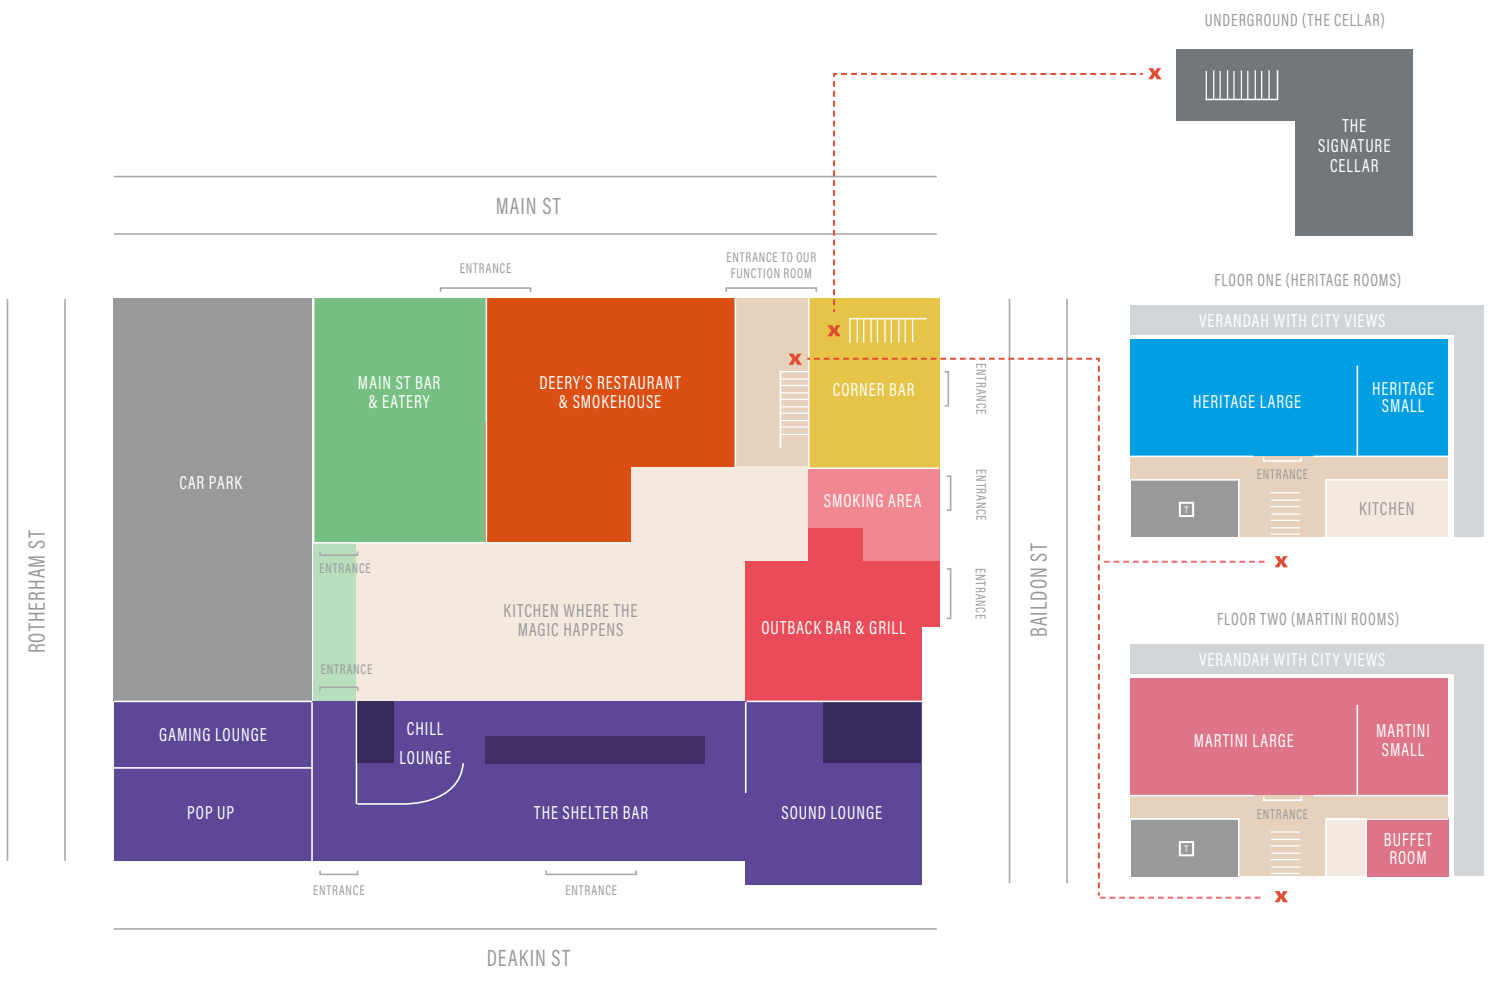 UNDERGROUND (THE CELLAR)
THE
SIGNATURE
CELLAR
MAIN ST
ENTRANCE
ENTRANCE TO OUR
FUNCTION ROOM
FLOOR ONE (HERITAGE ROOMS)
VERANDAH WITH CITY VIEWS
HERITAGE LARGE
HERITAGE
SMALL
ENTRANCE
T
KITCHEN
MAIN ST BAR
& EATERY
DEERY'S RESTAURANT
& SMOKEHOUSE
CORNER BAR
ENTRANCE
CAR PARK
SMOKING AREA
ENTRANCE
ENTRANCE
KITCHEN WHERE THE
MAGIC HAPPENS
OUTBACK BAR & GRILL
ENTRANCE
ROTHERHAM ST
BAILDON ST
ENTRANCE
FLOOR TWO (MARTINI ROOMS)
VERANDAH WITH CITY VIEWS
MARTINI LARGE
MARTINI
SMALL
ENTRANCE
T
BUFFET
ROOM
GAMING LOUNGE
CHILL
LOUNGE
POP UP
THE SHELTER BAR
SOUND LOUNGE
ENTRANCE
ENTRANCE
DEAKIN ST